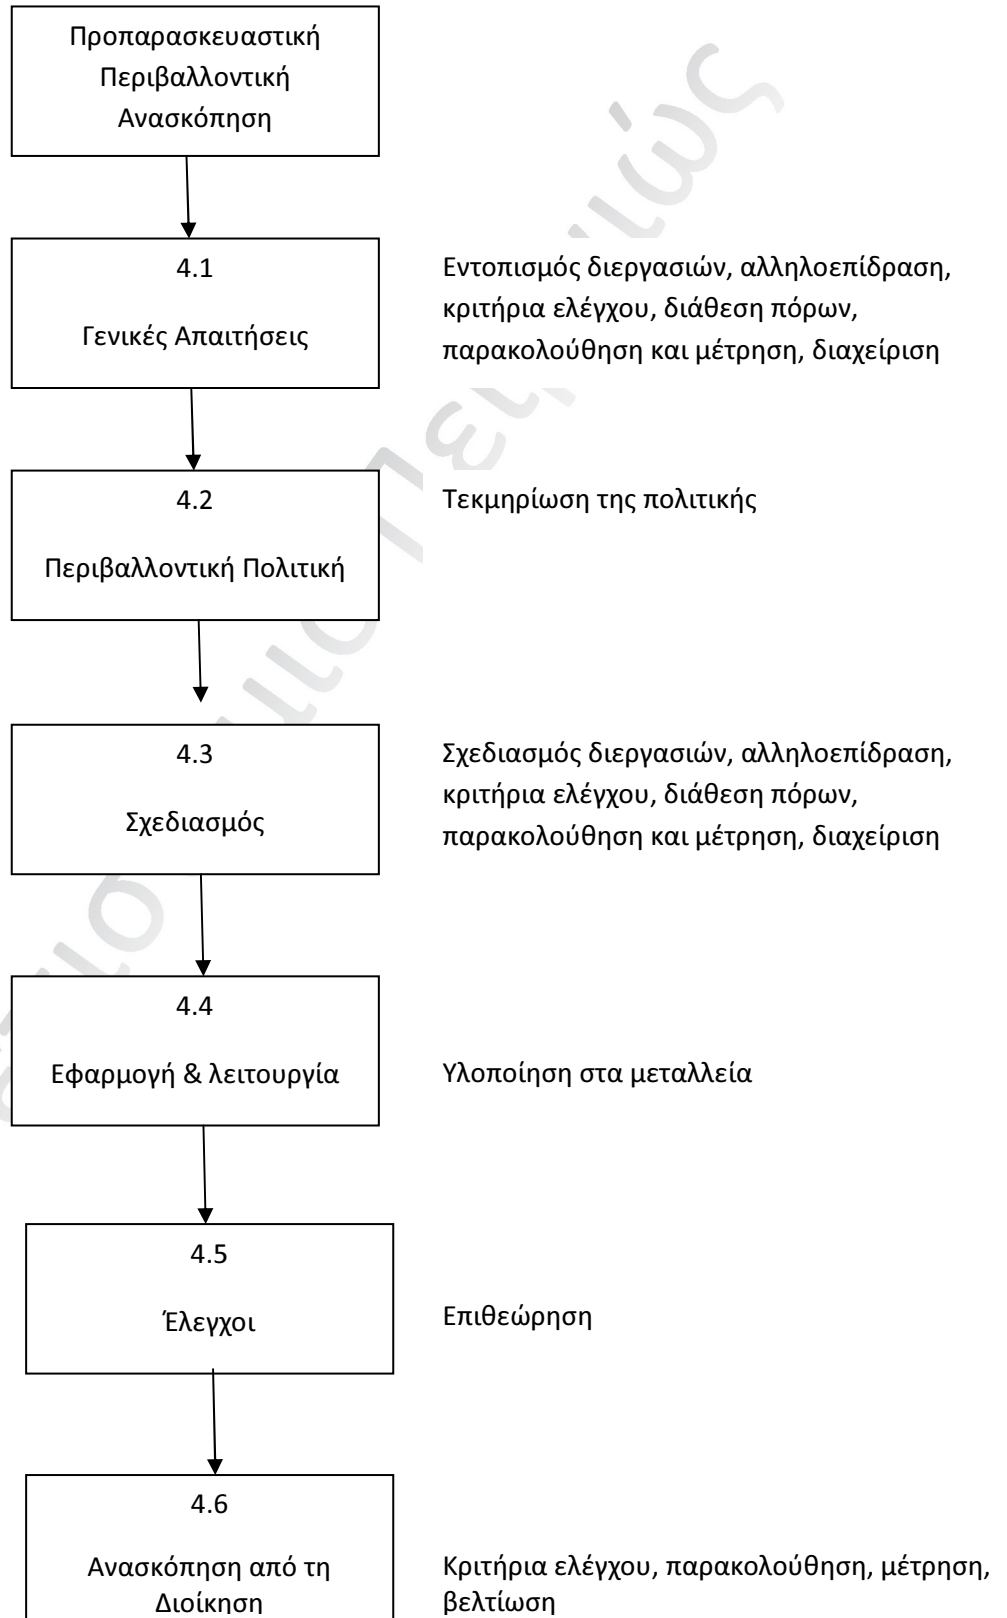 Προπαρασκευαστική
Περιβαλλοντική
Ανασκόπηση
4.1
Γενικές Απαιτήσεις
Εντοπισμός διεργασιών, αλληλοεπίδραση,
κριτήρια ελέγχου, διάθεση πόρων,
παρακολούθηση και μέτρηση, διαχείριση
4.2
Περιβαλλοντική Πολιτική
Τεκμηρίωση της πολιτικής
4.3
Σχεδιασμός
Σχεδιασμός διεργασιών, αλληλοεπίδραση,
κριτήρια ελέγχου, διάθεση πόρων,
παρακολούθηση και μέτρηση, διαχείριση
4.4
Εφαρμογή & λειτουργία
Υλοποίηση στα μεταλλεία
4.5
Έλεγχοι
Επιθεώρηση
4.6
Ανασκόπηση από τη
Διοίκηση
Κριτήρια ελέγχου, παρακολούθηση, μέτρηση,
βελτίωση